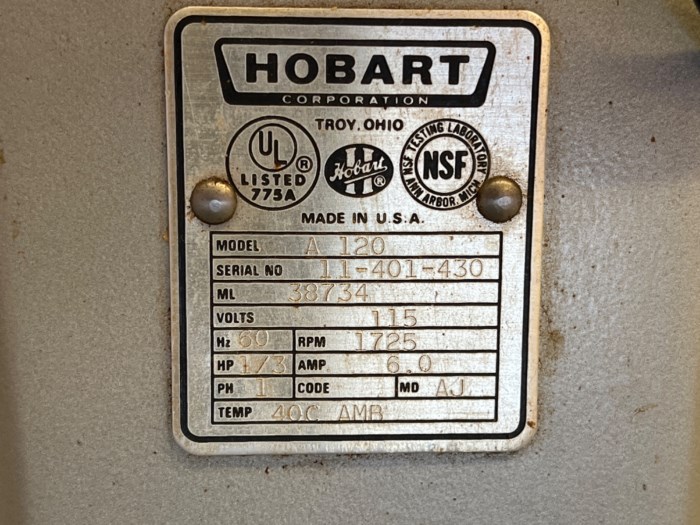 HOBART
CORPORATION
TROY, OHIO
UL ®
LISTED
775A
Hobart ®
NSF TESTING LABORATORY
NSF
ANN ARBOR, MICH.
MADE IN U.S.A.
MODEL A 120
SERIAL NO 11-401-430
ML 38734
VOLTS 115
Hz 60 RPM 1725
HP 1/3 AMP 6.0
PH 1 CODE MD AJ
TEMP 40C AMB